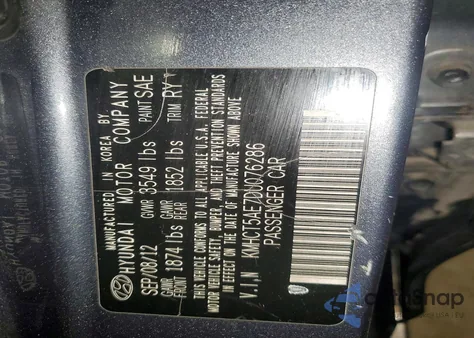 MANUFACTURED IN KOREA BY
HYUNDAI MOTOR COMPANY
SEP/08/12 GVWR 3549 lbs PAINT SAE
GAWR FRONT 1874 lbs GAWR REAR 1852 lbs TRIM RY
THIS VEHICLE CONFORMS TO ALL APPLICABLE U.S.A. FEDERAL
MOTOR VEHICLE SAFETY, BUMPER, AND THEFT PREVENTION STANDARDS
IN EFFECT ON THE DATE OF MANUFACTURE SHOWN ABOVE
V.I.N KMHCT5AE7DU076286
PASSENGER CAR
autosnap